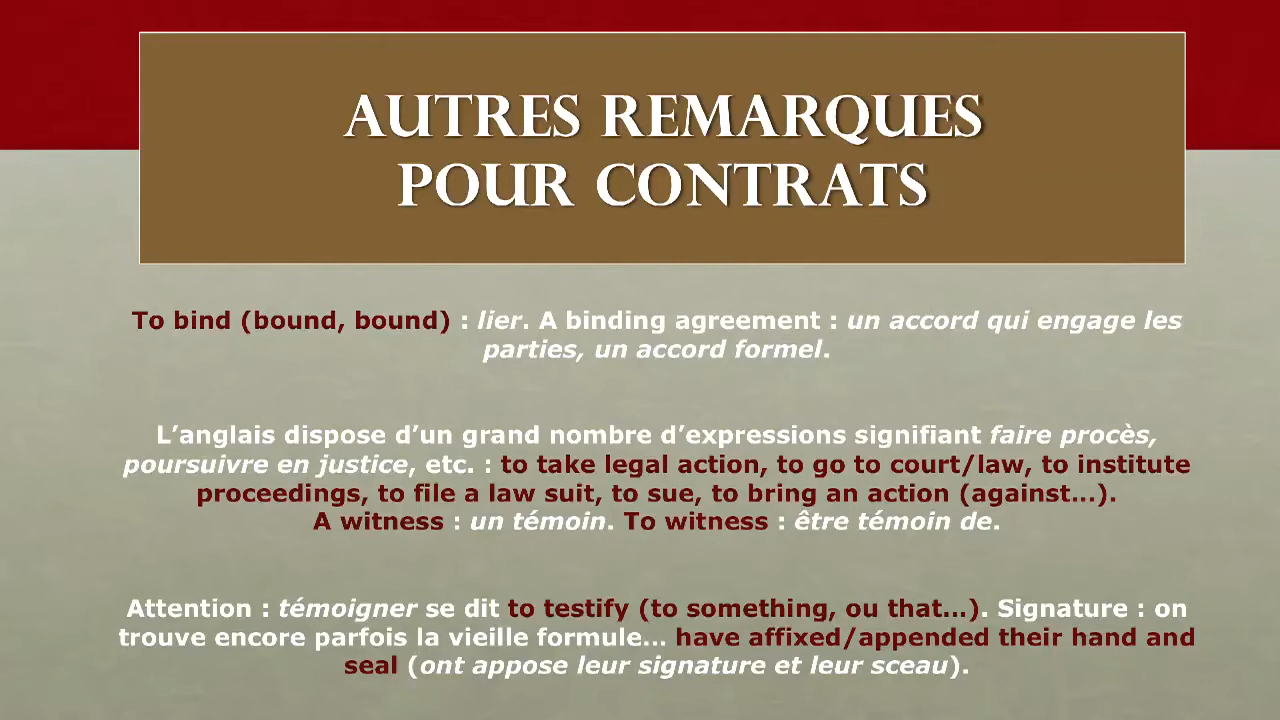 AUTRES REMARQUES
POUR CONTRATS
To bind (bound, bound) : lier. A binding agreement : un accord qui engage les
parties, un accord formel.
L’anglais dispose d’un grand nombre d’expressions signifiant faire procès,
poursuivre en justice, etc. : to take legal action, to go to court/law, to institute
proceedings, to file a law suit, to sue, to bring an action (against...).
A witness : un témoin. To witness : être témoin de.
Attention : témoigner se dit to testify (to something, ou that...). Signature : on
trouve encore parfois la vieille formule... have affixed/appended their hand and
seal (ont appose leur signature et leur sceau).